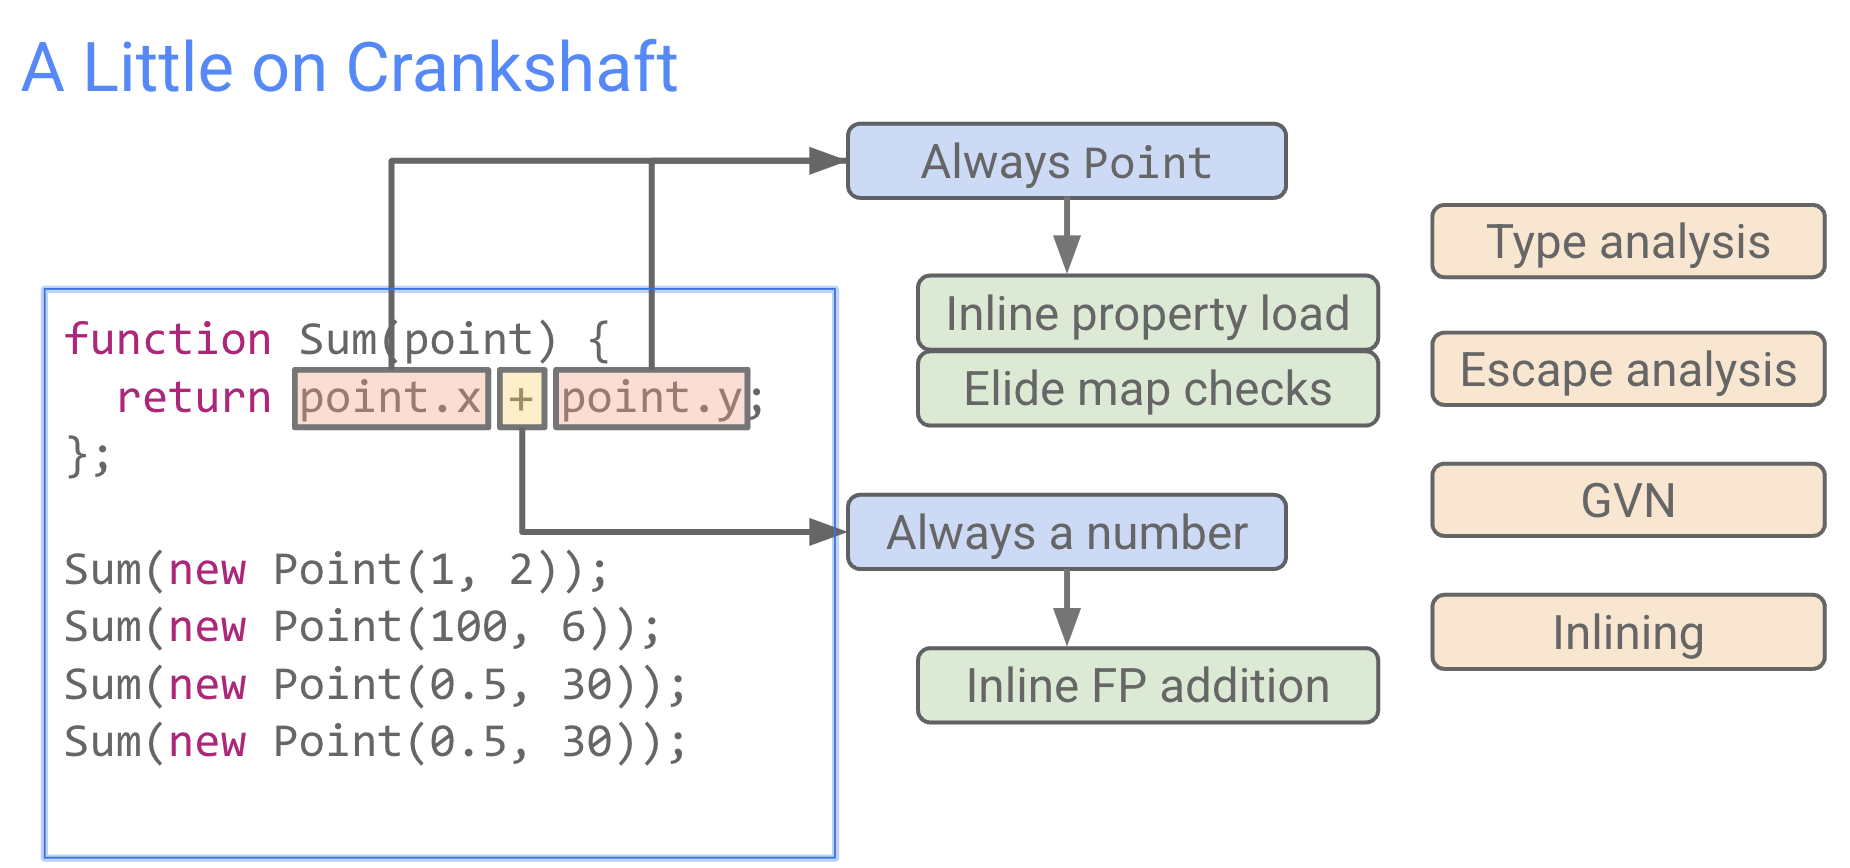 A Little on Crankshaft
function Sum(point) {
  return point.x + point.y;
};
Sum(new Point(1, 2));
Sum(new Point(100, 6));
Sum(new Point(0.5, 30));
Sum(new Point(0.5, 30));
Always Point
Inline property load
Elide map checks
Always a number
Inline FP addition
Type analysis
Escape analysis
GVN
Inlining